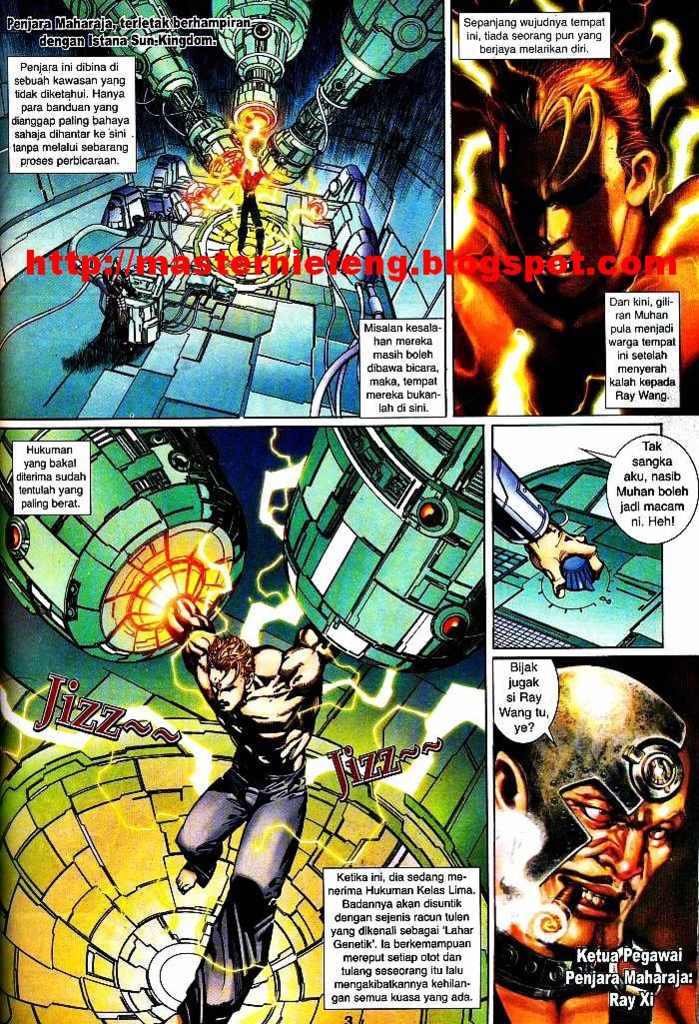 Penjara Maharaja, terletak berhampiran
dengan Istana Sun-Kingdom.
Penjara ini dibina di
sebuah kawasan yang
tidak diketahui. Hanya
para banduan yang
dianggap paling bahaya
sahaja dihantar ke sini
tanpa melalui sebarang
proses perbicaraan.
Misalan kesala-
han mereka
masih boleh
dibawa bicara,
maka, tempat
mereka bukan-
lah di sini.
Sepanjang wujudnya tempat
ini, tiada seorang pun yang
berjaya melarikan diri.
http://masterniefeng.blogspot.com
Dan kini, gili-
ran Muhan
pula menjadi
warga tempat
ini setelah
menyerah
kalah kepada
Ray Wang.
Hukuman
yang bakal
diterima sudah
tentulah yang
paling berat.
Jizz~~
Jizz~~
Ketika ini, dia sedang me-
nerima Hukuman Kelas Lima.
Badannya akan disuntik
dengan sejenis racun tulen
yang dikenali sebagai 'Lahar
Genetik'. Ia berkemampuan
mereput setiap otot dan
tulang seseorang itu lalu
mengakibatkannya kehilan-
gan semua kuasa yang ada.
Tak
sangka
aku, nasib
Muhan boleh
jadi macam
ni. Heh!
Bijak
jugak
si Ray
Wang tu,
ye?
Ketua Pegawai
Penjara Maharaja:
Ray Xi
3